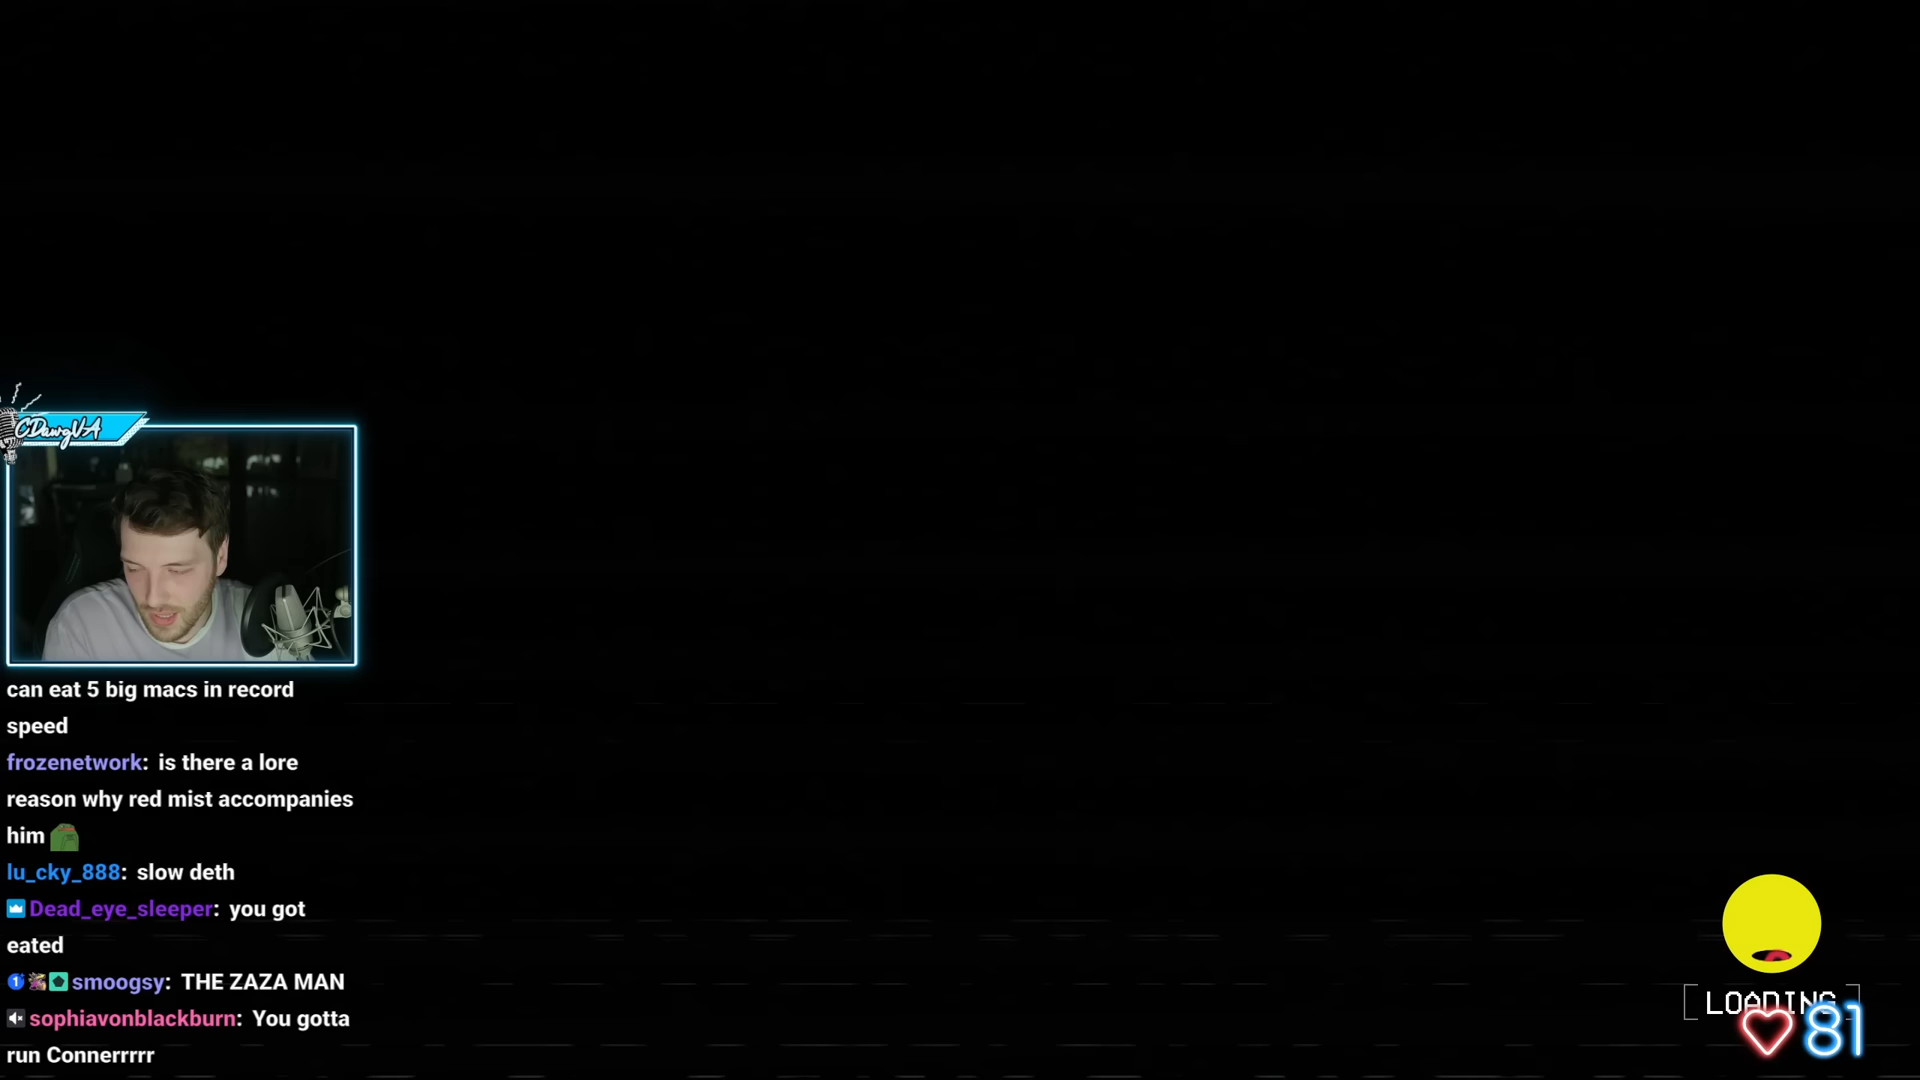 CDawgVA
can eat 5 big macs in record
speed
frozenetwork: is there a lore
reason why red mist accompanies
him
lu_cky_888: slow deth
Dead_eye_sleeper: you got
eated
1 smoogsy: THE ZAZA MAN
sophiavonblackburn: You gotta
run Connerrrrr
LOADING
81